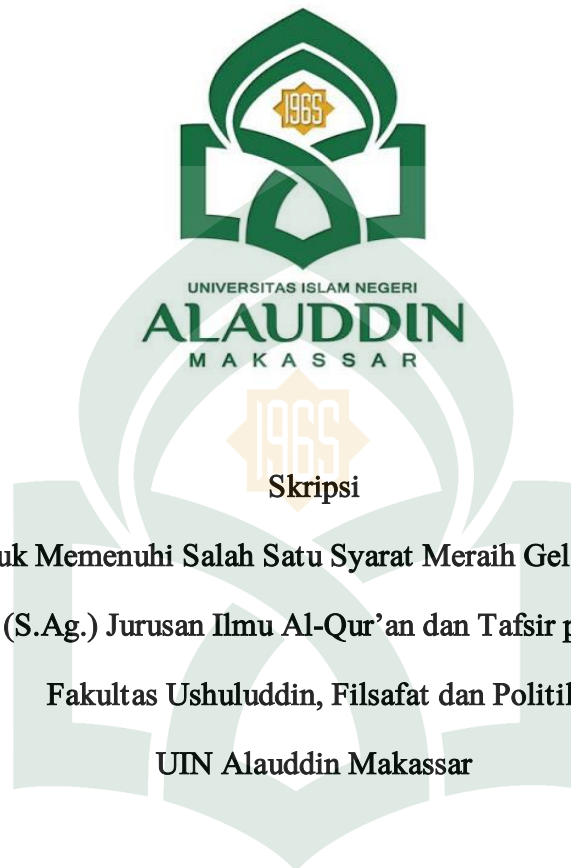 1965
UNIVERSITAS ISLAM NEGERI
ALAUDDIN
MAKASSAR
1965
Skripsi
uk Memenuhi Salah Satu Syarat Meraih Gel
(S.Ag.) Jurusan Ilmu Al-Qur’an dan Tafsir p
Fakultas Ushuluddin, Filsafat dan Politi
UIN Alauddin Makassar